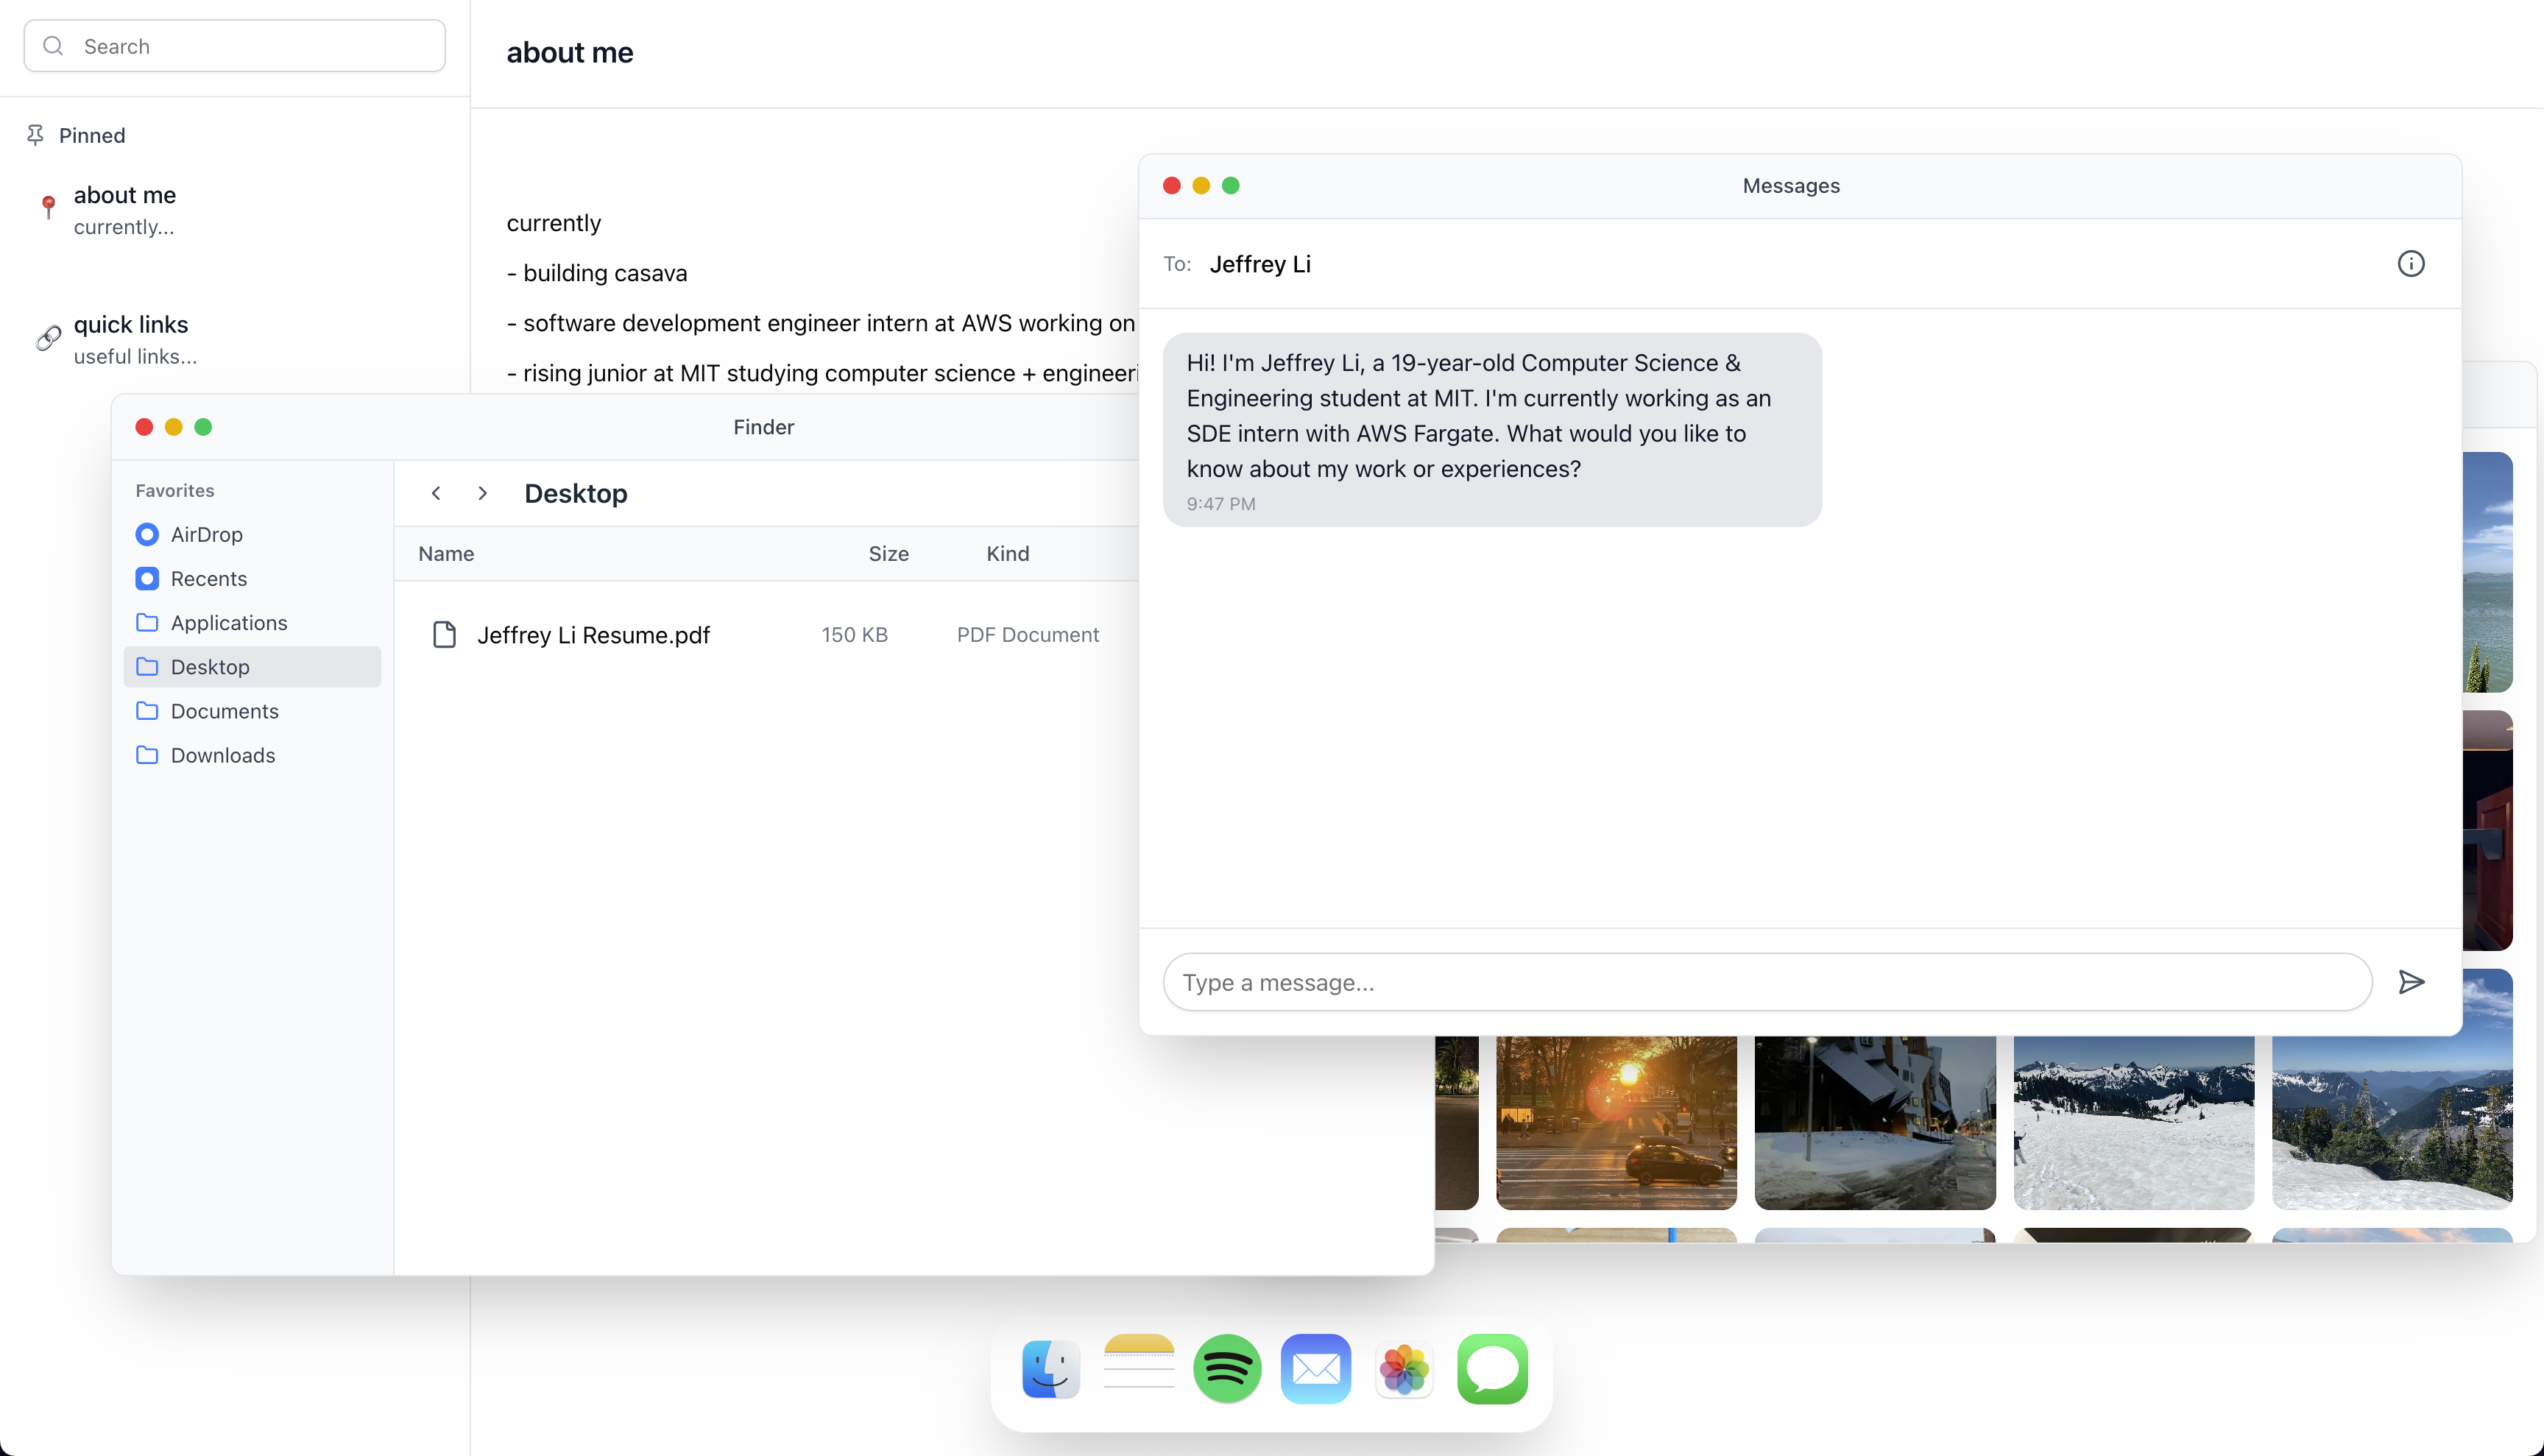 Search
Pinned
about me
currently...
quick links
useful links...
about me
currently
- building casava
- software development engineer intern at AWS working on
- rising junior at MIT studying computer science +
Finder
Favorites
AirDrop
Recents
Applications
Desktop
Documents
Downloads
Desktop
Name Size Kind
Jeffrey Li Resume.pdf 150 KB PDF Document
Messages
To: Jeffrey Li
Hi! I'm Jeffrey Li, a 19-year-old Computer Science &
Engineering student at MIT. I'm currently working as an
SDE intern with AWS Fargate. What would you like to
know about my work or experiences?
9:47 PM
Type a message...